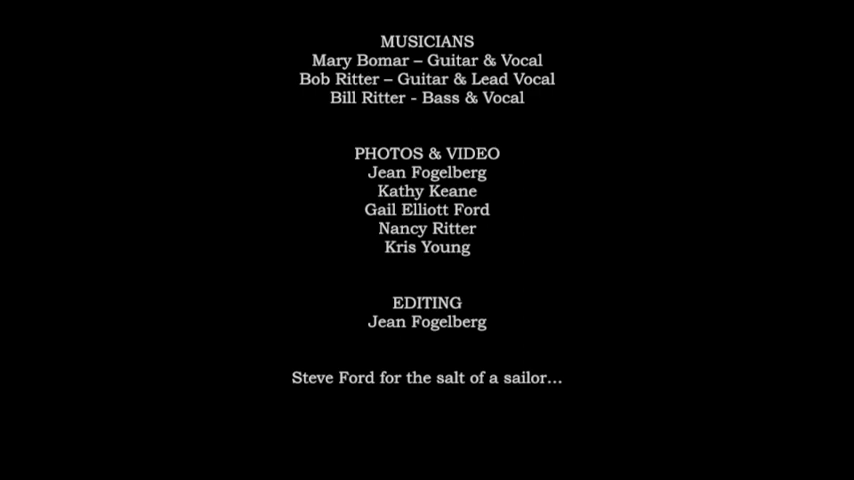 MUSICIANS
Mary Bomar – Guitar & Vocal
Bob Ritter – Guitar & Lead Vocal
Bill Ritter - Bass & Vocal
PHOTOS & VIDEO
Jean Fogelberg
Kathy Keane
Gail Elliott Ford
Nancy Ritter
Kris Young
EDITING
Jean Fogelberg
Steve Ford for the salt of a sailor...